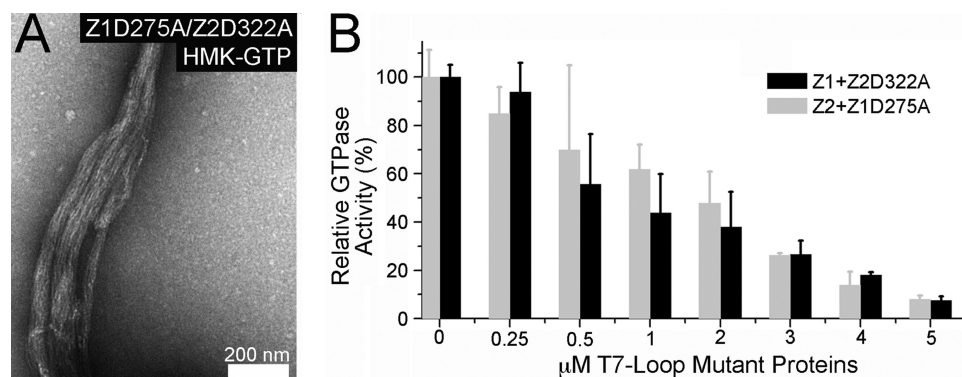 A
Z1D275A/Z2D322A
HMK-GTP
200 nm
B
Relative GTPase
Activity (%)
100
80
60
40
20
0
Z1+Z2D322A
Z2+Z1D275A
0 0.25 0.5 1 2 3 4 5
µM T7-Loop Mutant Proteins